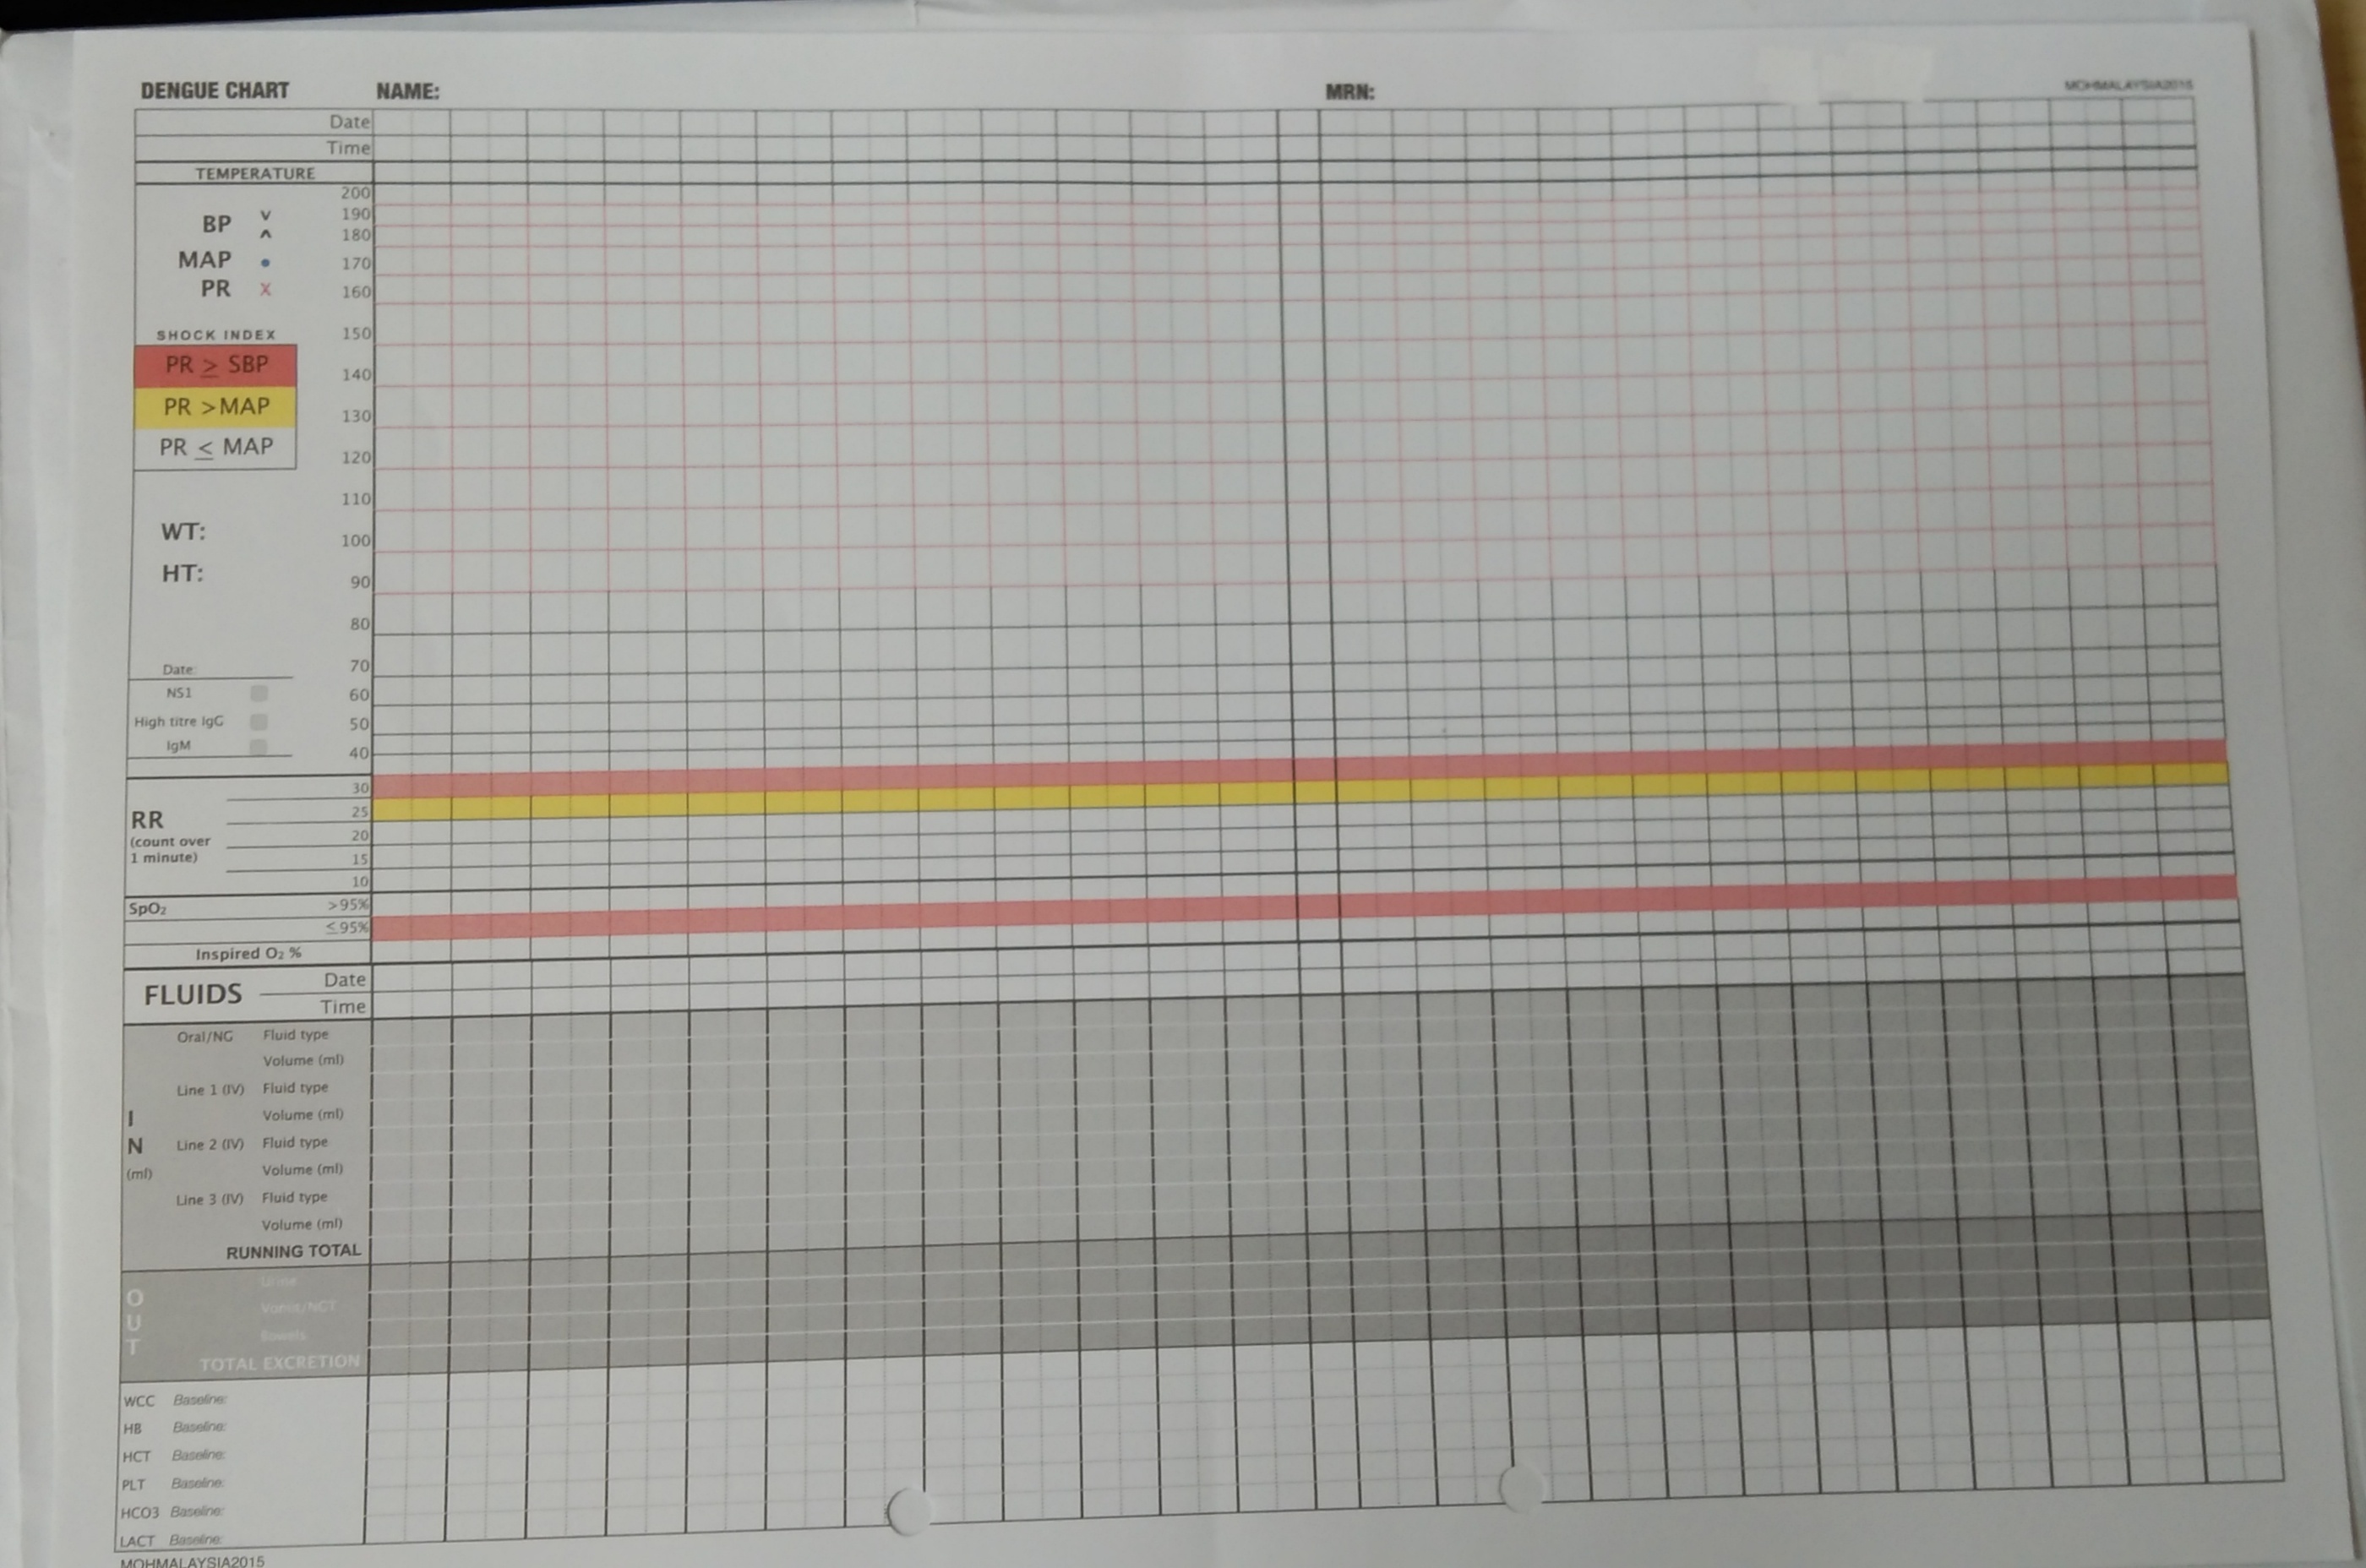 DENGUE CHART NAME: MRN: MOHMALAYSIA2015
Date
Time
TEMPERATURE
200
BP v 190
^ 180
MAP • 170
PR x 160
SHOCK INDEX 150
PR ≥ SBP
140
PR >MAP
130
PR ≤ MAP
120
110
WT:
100
HT:
90
80
Date: 70
NS1 60
High titre IgG 50
IgM 40
30
RR 25
(count over 20
1 minute) 15
10
SpO₂ >95%
≤95%
Inspired O₂ %
FLUIDS Date
Time
Oral/NG Fluid type
Volume (ml)
Line 1 (IV) Fluid type
I Volume (ml)
N Line 2 (IV) Fluid type
(ml) Volume (ml)
Line 3 (IV) Fluid type
Volume (ml)
RUNNING TOTAL
Urine
O Vomit/NGT
U Bowels
T
TOTAL EXCRETION
WCC Baseline:
HB Baseline:
HCT Baseline:
PLT Baseline:
HCO3 Baseline:
LACT Baseline:
MOHMALAYSIA2015